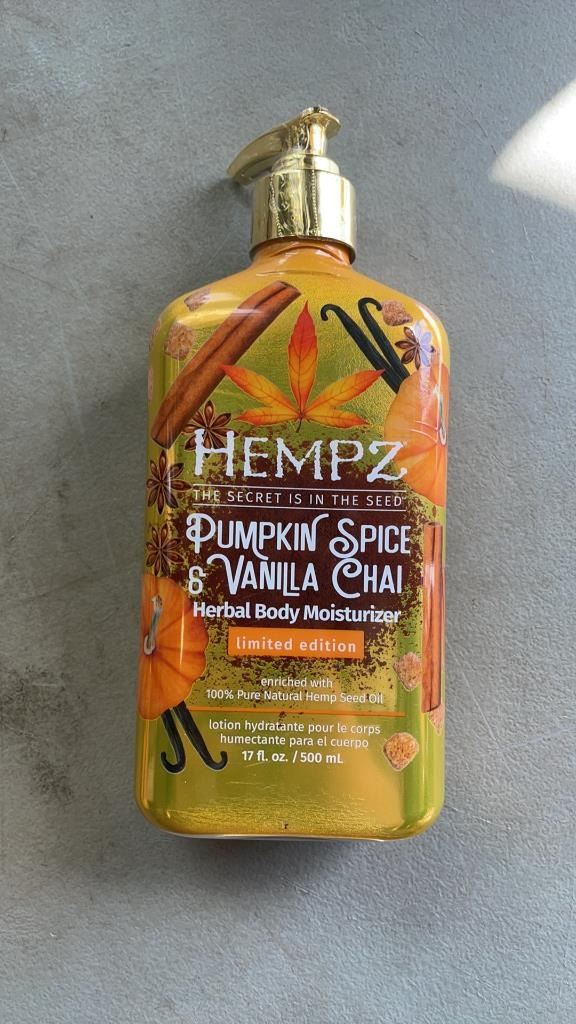 HEMPZ
THE SECRET IS IN THE SEED
PUMPKIN SPICE
& VANILLA CHAI
Herbal Body Moisturizer
limited edition
enriched with
100% Pure Natural Hemp Seed Oil
lotion hydratante pour le corps
humectante para el cuerpo
17 fl. oz. / 500 mL